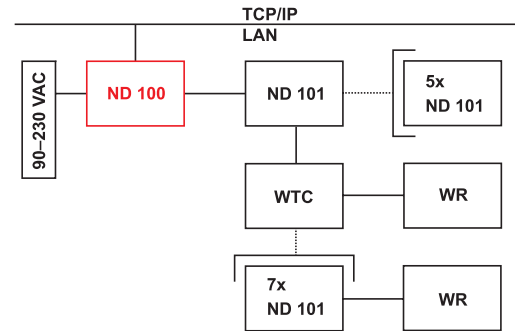 TCP/IP
LAN
90–230 VAC
ND 100
ND 101
5x
ND 101
WTC
WR
7x
ND 101
WR